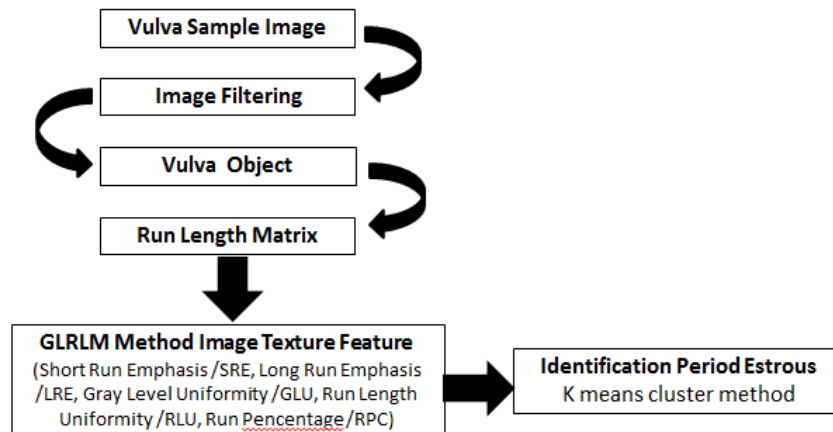 Vulva Sample Image
Image Filtering
Vulva Object
Run Length Matrix
GLRLM Method Image Texture Feature
(Short Run Emphasis /SRE, Long Run Emphasis
/LRE, Gray Level Uniformity /GLU, Run Length
Uniformity /RLU, Run Pencentage/RPC)
Identification Period Estrous
K means cluster method